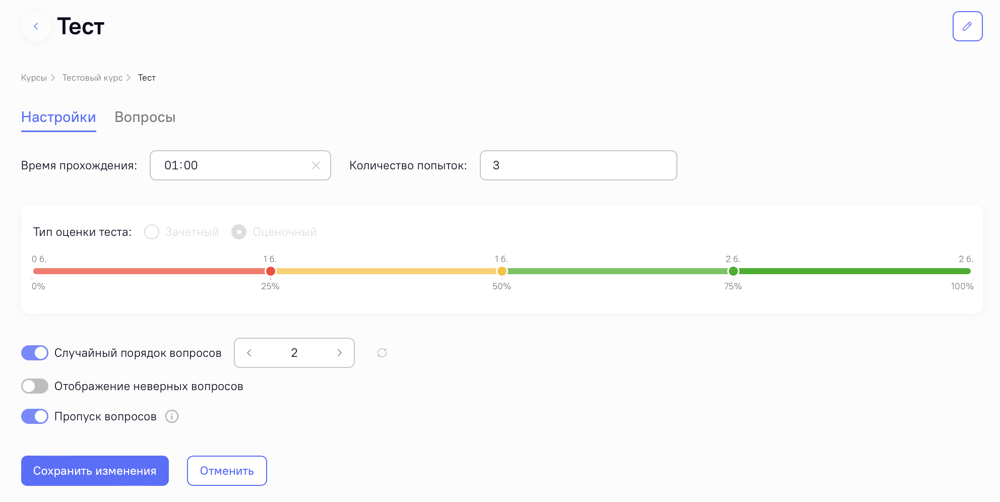 Тест
Курсы Тестовый курс Тест
Настройки Вопросы
Время прохождения: 01:00 Количество попыток: 3
Тип оценки теста: Зачетный Оценочный
0 б. 1 б. 1 б. 2 б. 2 б.
0% 25% 50% 75% 100%
Случайный порядок вопросов 2
Отображение неверных вопросов
Пропуск вопросов
Сохранить изменения Отменить